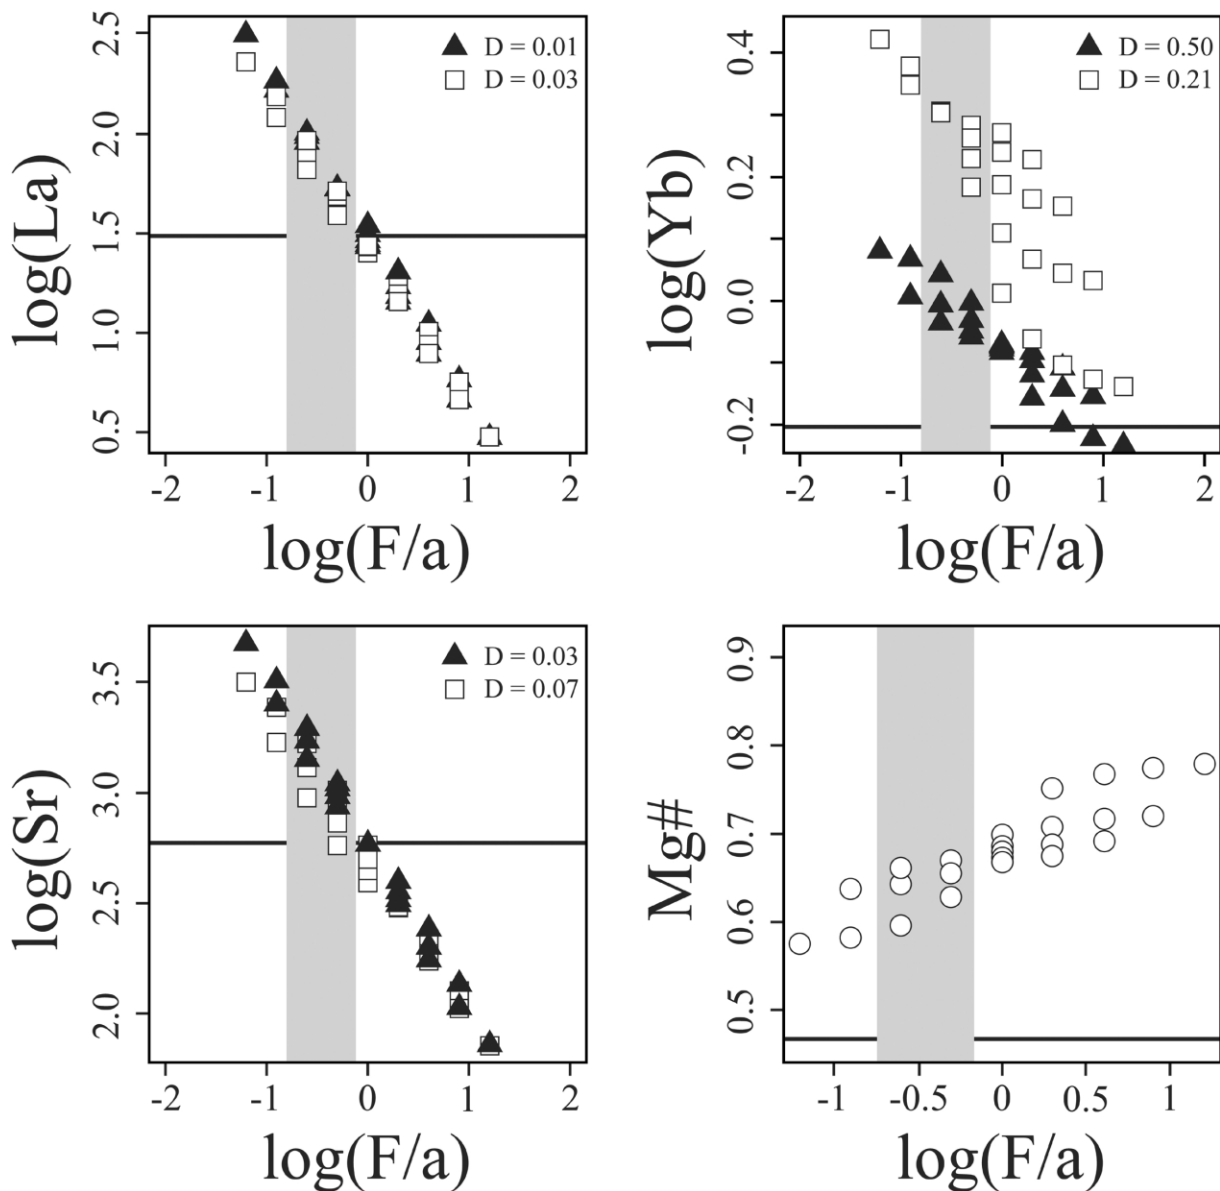 log(La)
2.5
2.0
1.5
1.0
0.5
D = 0.01
D = 0.03
-2 -1 0 1 2
log(F/a)
log(Yb)
0.4
0.2
0.0
-0.2
D = 0.50
D = 0.21
-2 -1 0 1 2
log(F/a)
log(Sr)
3.5
3.0
2.5
2.0
D = 0.03
D = 0.07
-2 -1 0 1 2
log(F/a)
Mg#
0.9
0.8
0.7
0.6
0.5
-1 -0.5 0 0.5 1
log(F/a)